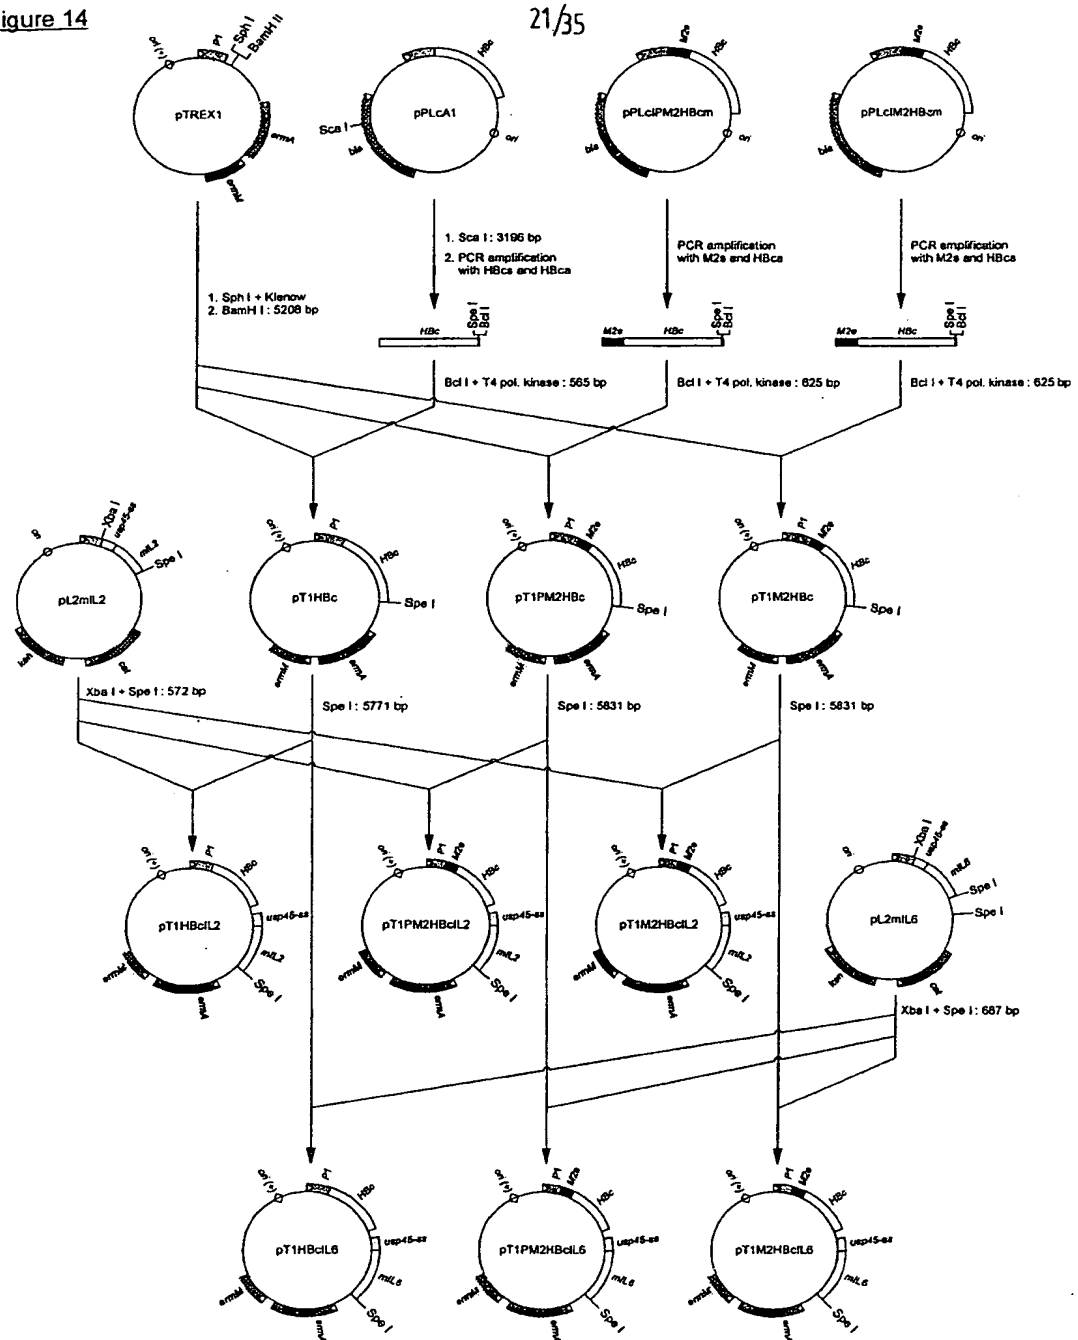 igure 14
21/35
ori (+)
P1
Sph I
BamH II
pTREX1
ermA
ermM
HBc
pPLcA1
Sca I
bla
ori
M2e
HBc
pPLcIPM2HBcm
bla
ori
M2e
HBc
pPLcIM2HBcm
bla
ori
1. Sph I + Klenow
2. BamH I : 5208 bp
1. Sca I : 3196 bp
2. PCR amplification
with HBcs and HBca
PCR amplification
with M2s and HBca
PCR amplification
with M2s and HBca
HBc
Spe I
Bcl I
M2e
HBc
Spe I
Bcl I
M2e
HBc
Spe I
Bcl I
Bcl I + T4 pol. kinase : 565 bp
Bcl I + T4 pol. kinase : 625 bp
Bcl I + T4 pol. kinase : 625 bp
ori
Xba I
usp45-ss
mIL2
Spe I
pL2mIL2
cat
ori (+)
P1
HBc
pT1HBc
Spe I
ermM
ermA
ori (+)
P1
M2e
HBc
pT1PM2HBc
Spe I
ermM
ermA
ori (+)
P1
M2e
HBc
pT1M2HBc
Spe I
ermM
ermA
Xba I + Spe I : 572 bp
Spe I : 5771 bp
Spe I : 5831 bp
Spe I : 5831 bp
ori (+)
P1
HBc
pT1HBcIL2
usp45-ss
mIL2
Spe I
ermM
ermA
ori (+)
P1
M2e
HBc
pT1PM2HBcIL2
usp45-ss
mIL2
Spe I
ermM
ermA
ori (+)
P1
M2e
HBc
pT1M2HBcIL2
usp45-ss
mIL2
Spe I
ermM
ermA
ori
Xba I
usp45-ss
mIL6
Spe I
Spe I
pL2mIL6
Xba I + Spe I : 687 bp
ori (+)
P1
HBc
pT1HBcIL6
usp45-ss
mIL6
Spe I
ermM
ori (+)
P1
M2e
HBc
pT1PM2HBcIL6
usp45-ss
mIL6
Spe I
ermM
ori (+)
P1
M2e
HBc
pT1M2HBcIL6
usp45-ss
mIL6
Spe I
ermM